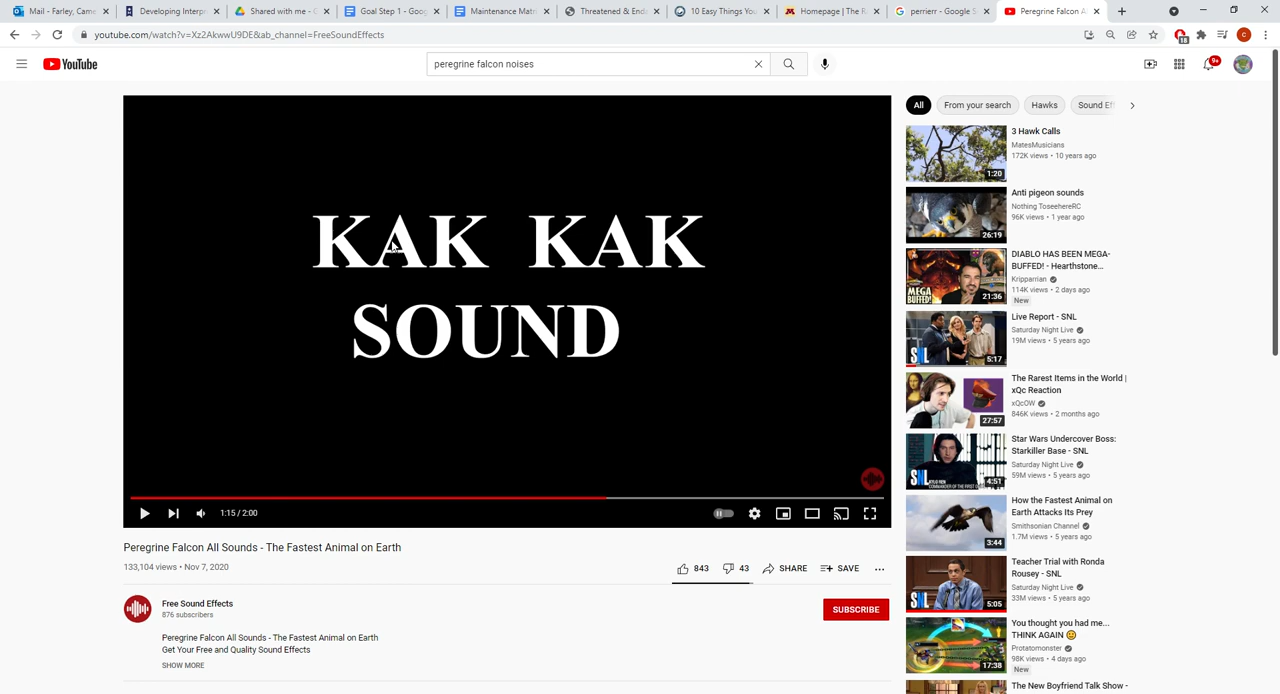 Mail - Farley, Came
Developing Interpr
Shared with me - G
Goal Step 1 - Goog
Maintenance Matri
Threatened & Ende
10 Easy Things You
Homepage | The R
perrierr - Google S
Peregrine Falcon A
youtube.com/watch?v=Xz2AkwwU9DE&ab_channel=FreeSoundEffects
18
C
YouTube
peregrine falcon noises
9+
KAK KAK
SOUND
1:15 / 2:00
Peregrine Falcon All Sounds - The Fastest Animal on Earth
133,104 views • Nov 7, 2020
843
43
SHARE
SAVE
Free Sound Effects
876 subscribers
SUBSCRIBE
Peregrine Falcon All Sounds - The Fastest Animal on Earth
Get Your Free and Quality Sound Effects
SHOW MORE
All
From your search
Hawks
Sound Eff
1:20
3 Hawk Calls
MatesMusicians
172K views • 10 years ago
26:19
Anti pigeon sounds
Nothing ToseehereRC
96K views • 1 year ago
MEGA
BUFFED!
21:36
DIABLO HAS BEEN MEGA-
BUFFED! - Hearthstone...
Kripparrian
114K views • 2 days ago
New
SNL
5:17
Live Report - SNL
Saturday Night Live
19M views • 5 years ago
27:57
The Rarest Items in the World |
xQc Reaction
xQcOW
846K views • 2 months ago
SNL
4:51
Star Wars Undercover Boss:
Starkiller Base - SNL
Saturday Night Live
59M views • 5 years ago
3:44
How the Fastest Animal on
Earth Attacks Its Prey
Smithsonian Channel
1.7M views • 5 years ago
SNL
5:05
Teacher Trial with Ronda
Rousey - SNL
Saturday Night Live
33M views • 5 years ago
17:38
You thought you had me...
THINK AGAIN
Protatomonster
98K views • 4 days ago
New
The New Boyfriend Talk Show -